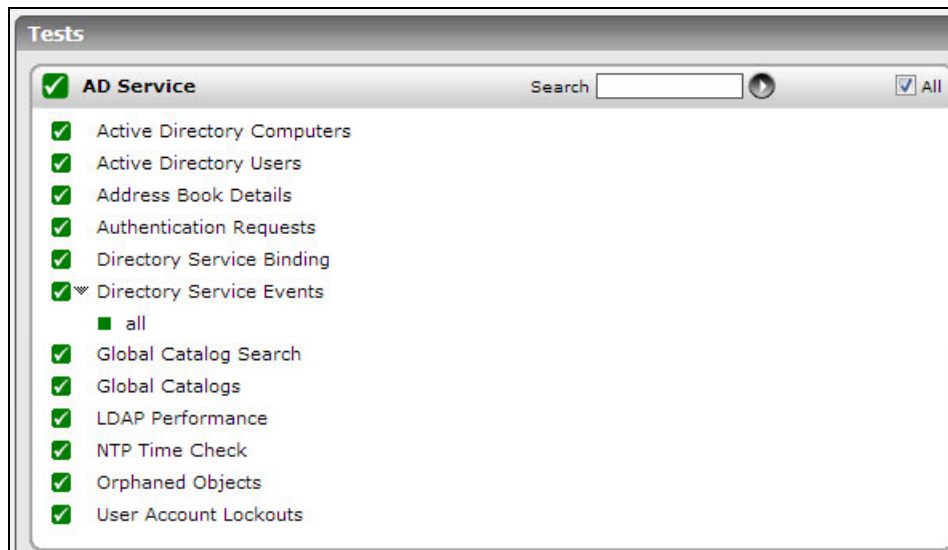 Tests
AD Service Search All
Active Directory Computers
Active Directory Users
Address Book Details
Authentication Requests
Directory Service Binding
Directory Service Events
all
Global Catalog Search
Global Catalogs
LDAP Performance
NTP Time Check
Orphaned Objects
User Account Lockouts